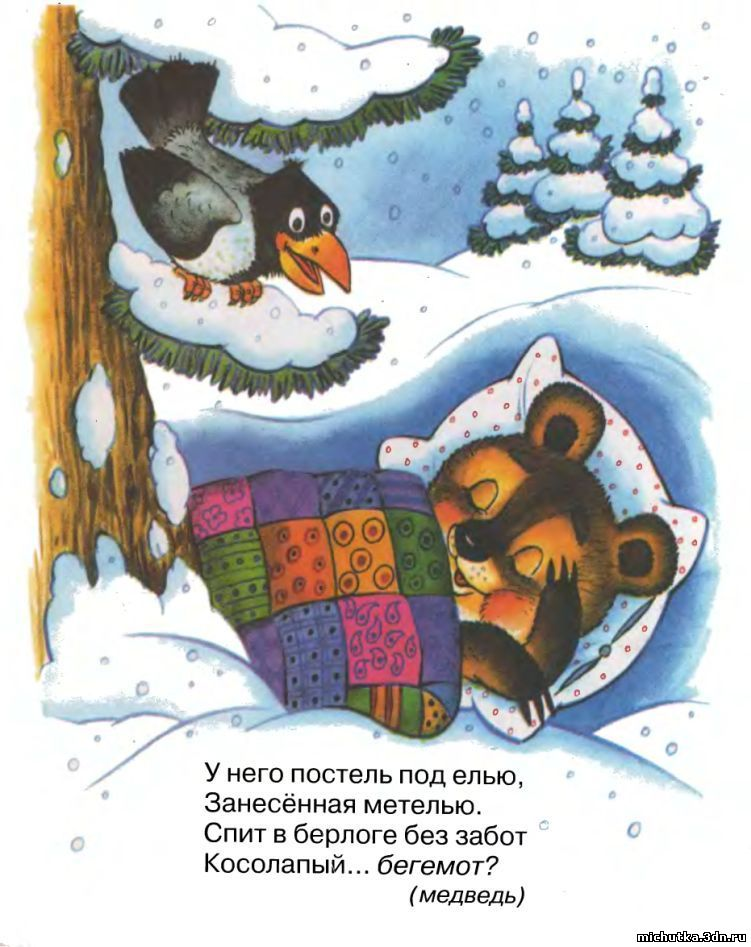 У него постель под елью,
Занесённая метелью.
Спит в берлоге без забот
Косолапый... бегемот?
(медведь)
michutka.3dn.ru